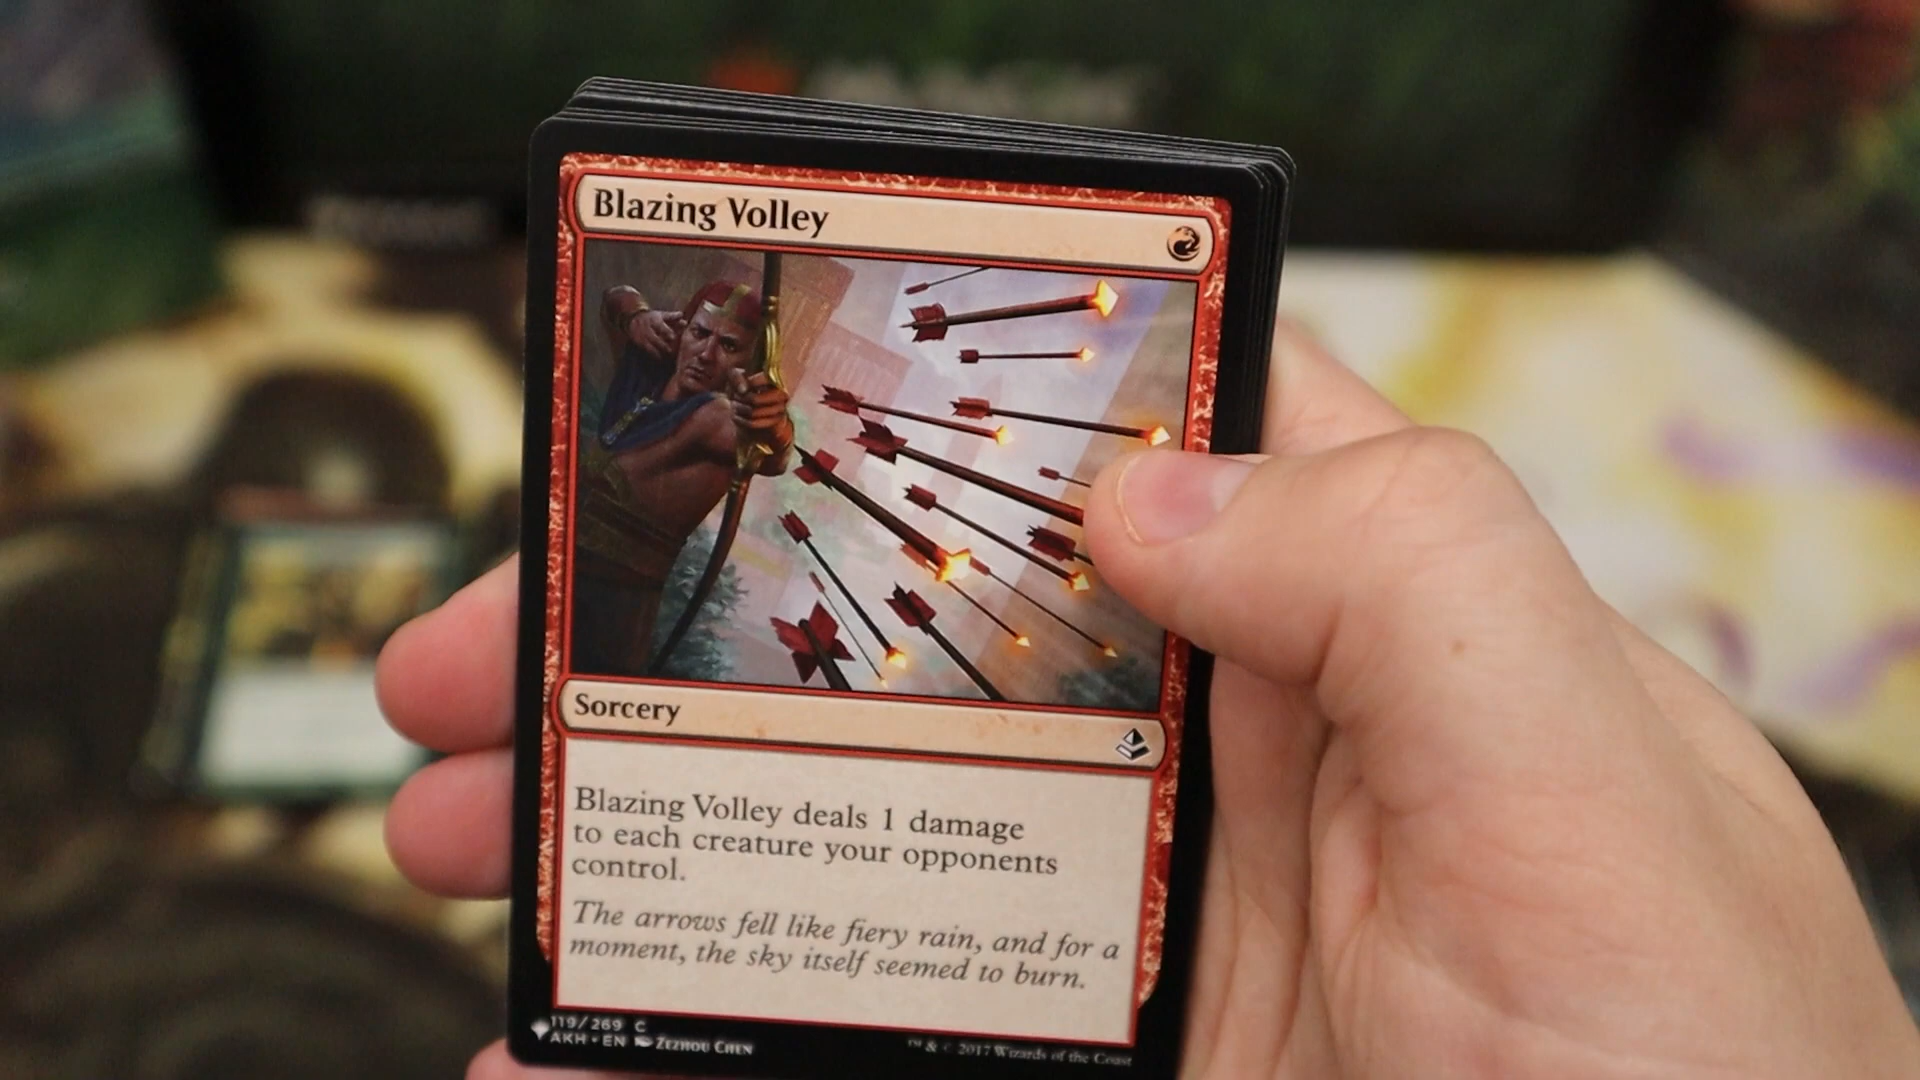 Blazing Volley
Sorcery
Blazing Volley deals 1 damage
to each creature your opponents
control.
The arrows fell like fiery rain, and for a
moment, the sky itself seemed to burn.
119/269 C
AKH • EN Zezhou Chen
™ & © 2017 Wizards of the Coast